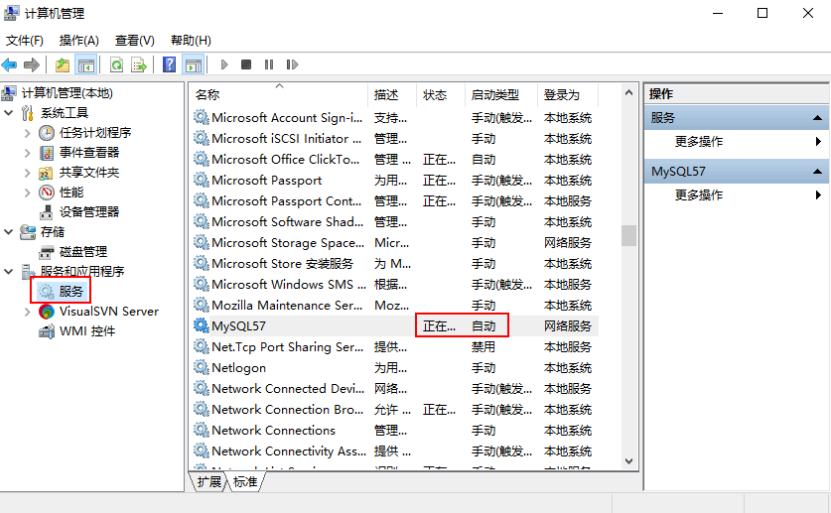 计算机管理
文件(F) 操作(A) 查看(V) 帮助(H)
计算机管理(本地)
系统工具
任务计划程序
事件查看器
共享文件夹
性能
设备管理器
存储
磁盘管理
服务和应用程序
服务
VisualSVN Server
WMI 控件
名称 描述 状态 启动类型 登录为
Microsoft Account Sign-i... 支持... 手动(触发... 本地系统
Microsoft iSCSI Initiator ... 管理... 手动 本地系统
Microsoft Office ClickTo... 管理 ... 正在... 自动 本地系统
Microsoft Passport 为用... 正在... 手动(触发... 本地系统
Microsoft Passport Cont... 管理... 正在... 手动(触发... 本地服务
Microsoft Software Shad... 管理... 手动 本地系统
Microsoft Storage Space... Micr... 手动 网络服务
Microsoft Store 安装服务 为 M... 手动 本地系统
Microsoft Windows SMS ... 根据... 手动(触发... 本地服务
Mozilla Maintenance Ser... Moz... 手动 本地系统
MySQL57 正在... 自动 网络服务
Net.Tcp Port Sharing Ser... 提供... 禁用 本地服务
Netlogon 为用... 手动 本地系统
Network Connected Devi... 网络... 手动(触发... 本地服务
Network Connection Bro... 允许 ... 正在... 手动(触发... 本地系统
Network Connections 管理... 手动 本地系统
Network Connectivity Ass... 提供 ... 手动(触发... 本地系统
扩展 标准
操作
服务
更多操作
MySQL57
更多操作